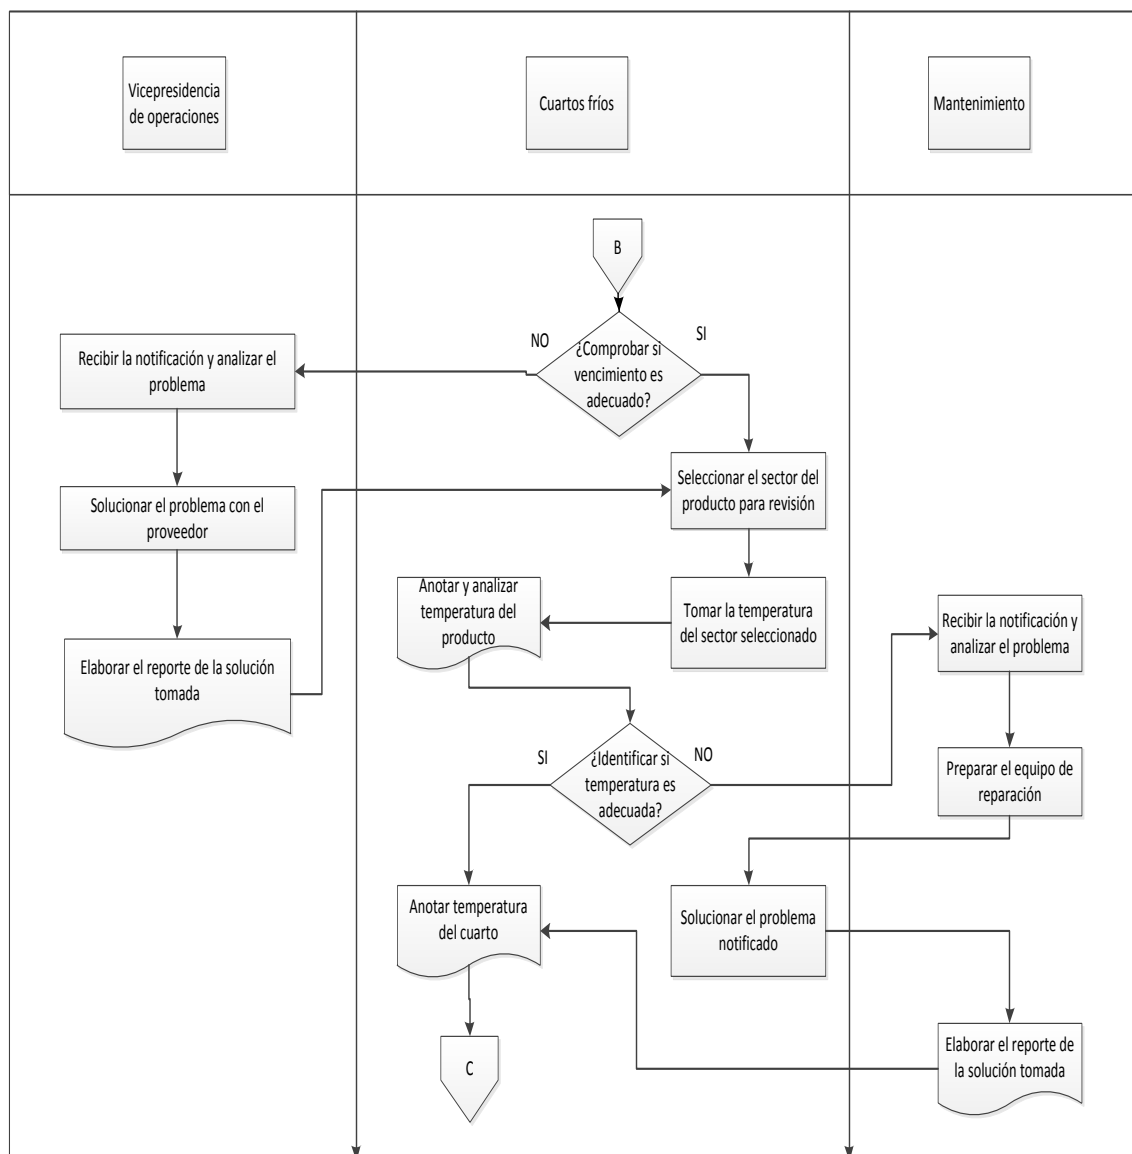 Vicepresidencia
de operaciones
Cuartos fríos
Mantenimiento
B
NO
SI
¿Comprobar si
vencimiento es
adecuado?
Recibir la notificación y analizar el
problema
Seleccionar el sector del
producto para revisión
Solucionar el problema con el
proveedor
Anotar y analizar
temperatura del
producto
Tomar la temperatura
del sector seleccionado
Recibir la notificación y
analizar el problema
Elaborar el reporte de la solución
tomada
SI
NO
¿Identificar si
temperatura es
adecuada?
Preparar el equipo de
reparación
Anotar temperatura
del cuarto
Solucionar el problema
notificado
Elaborar el reporte de
la solución tomada
C